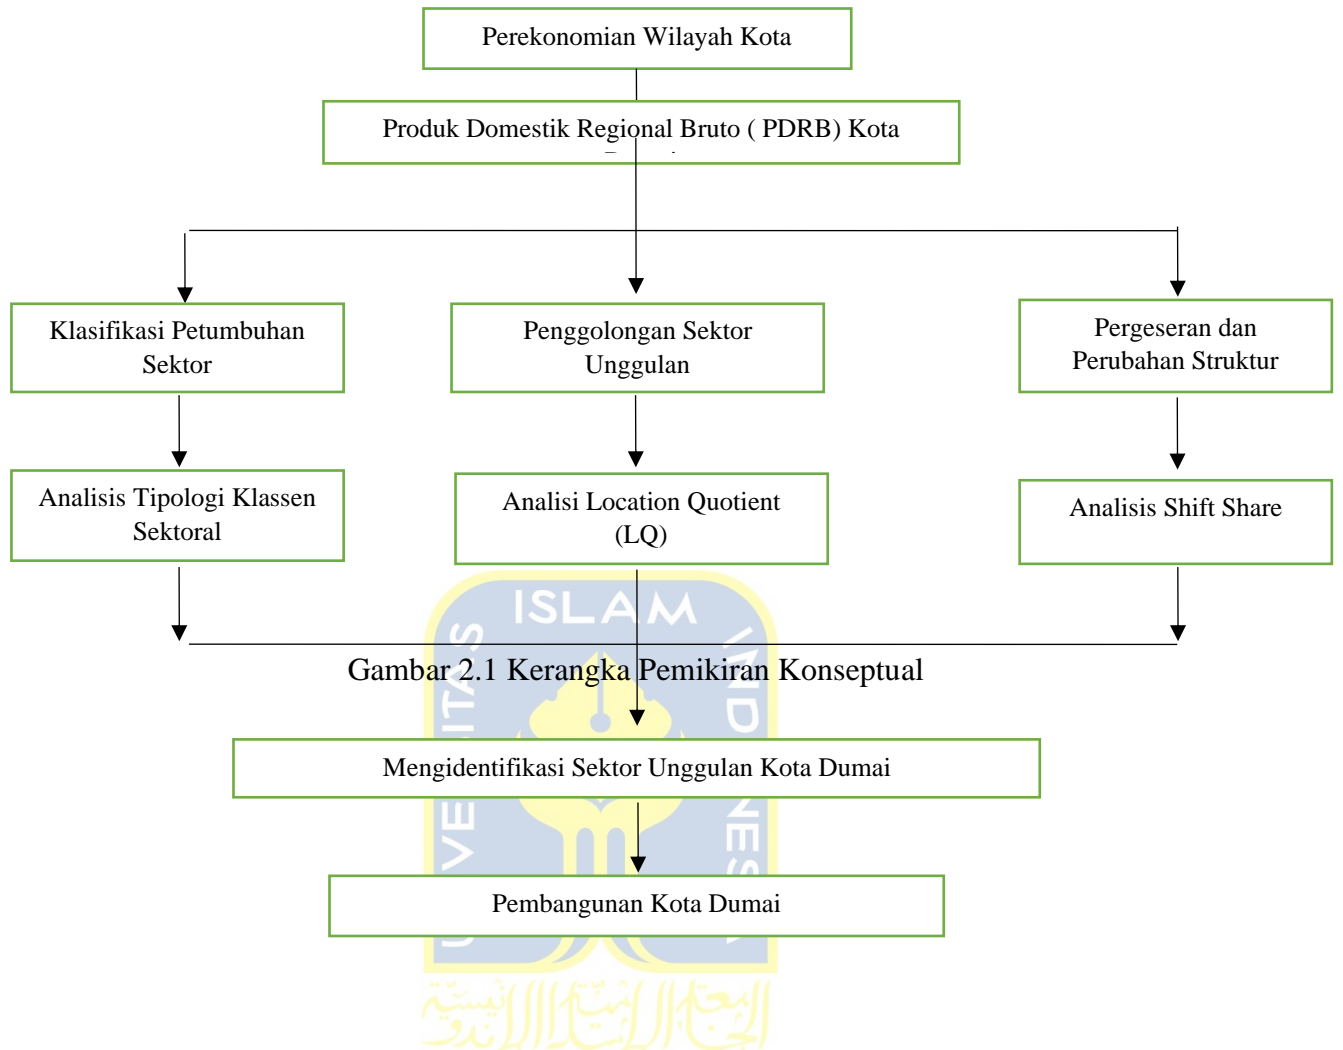 Perekonomian Wilayah Kota
Produk Domestik Regional Bruto ( PDRB) Kota
Klasifikasi Petumbuhan
Sektor
Penggolongan Sektor
Unggulan
Pergeseran dan
Perubahan Struktur
Analisis Tipologi Klassen
Sektoral
Analisi Location Quotient
(LQ)
Analisis Shift Share
ISLAM
Gambar 2.1 Kerangka Pemikiran Konseptual
Mengidentifikasi Sektor Unggulan Kota Dumai
Pembangunan Kota Dumai